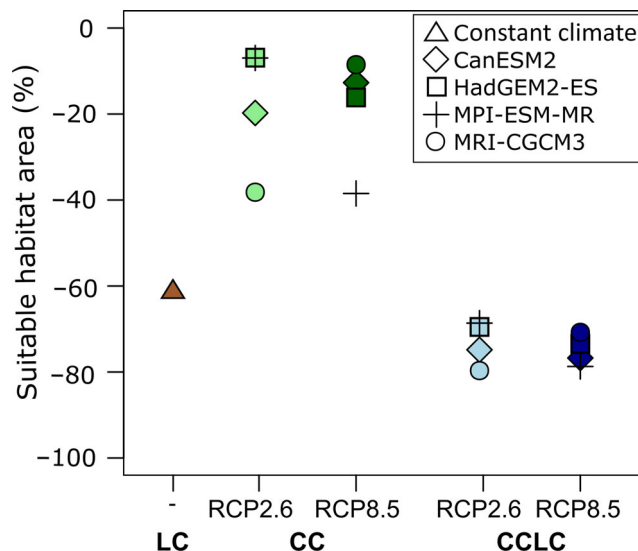 Suitable habitat area (%)
0
−20
−40
−60
−80
−100
Constant climate
CanESM2
HadGEM2-ES
MPI-ESM-MR
MRI-CGCM3
- RCP2.6 RCP8.5 RCP2.6 RCP8.5
LC CC CCLC